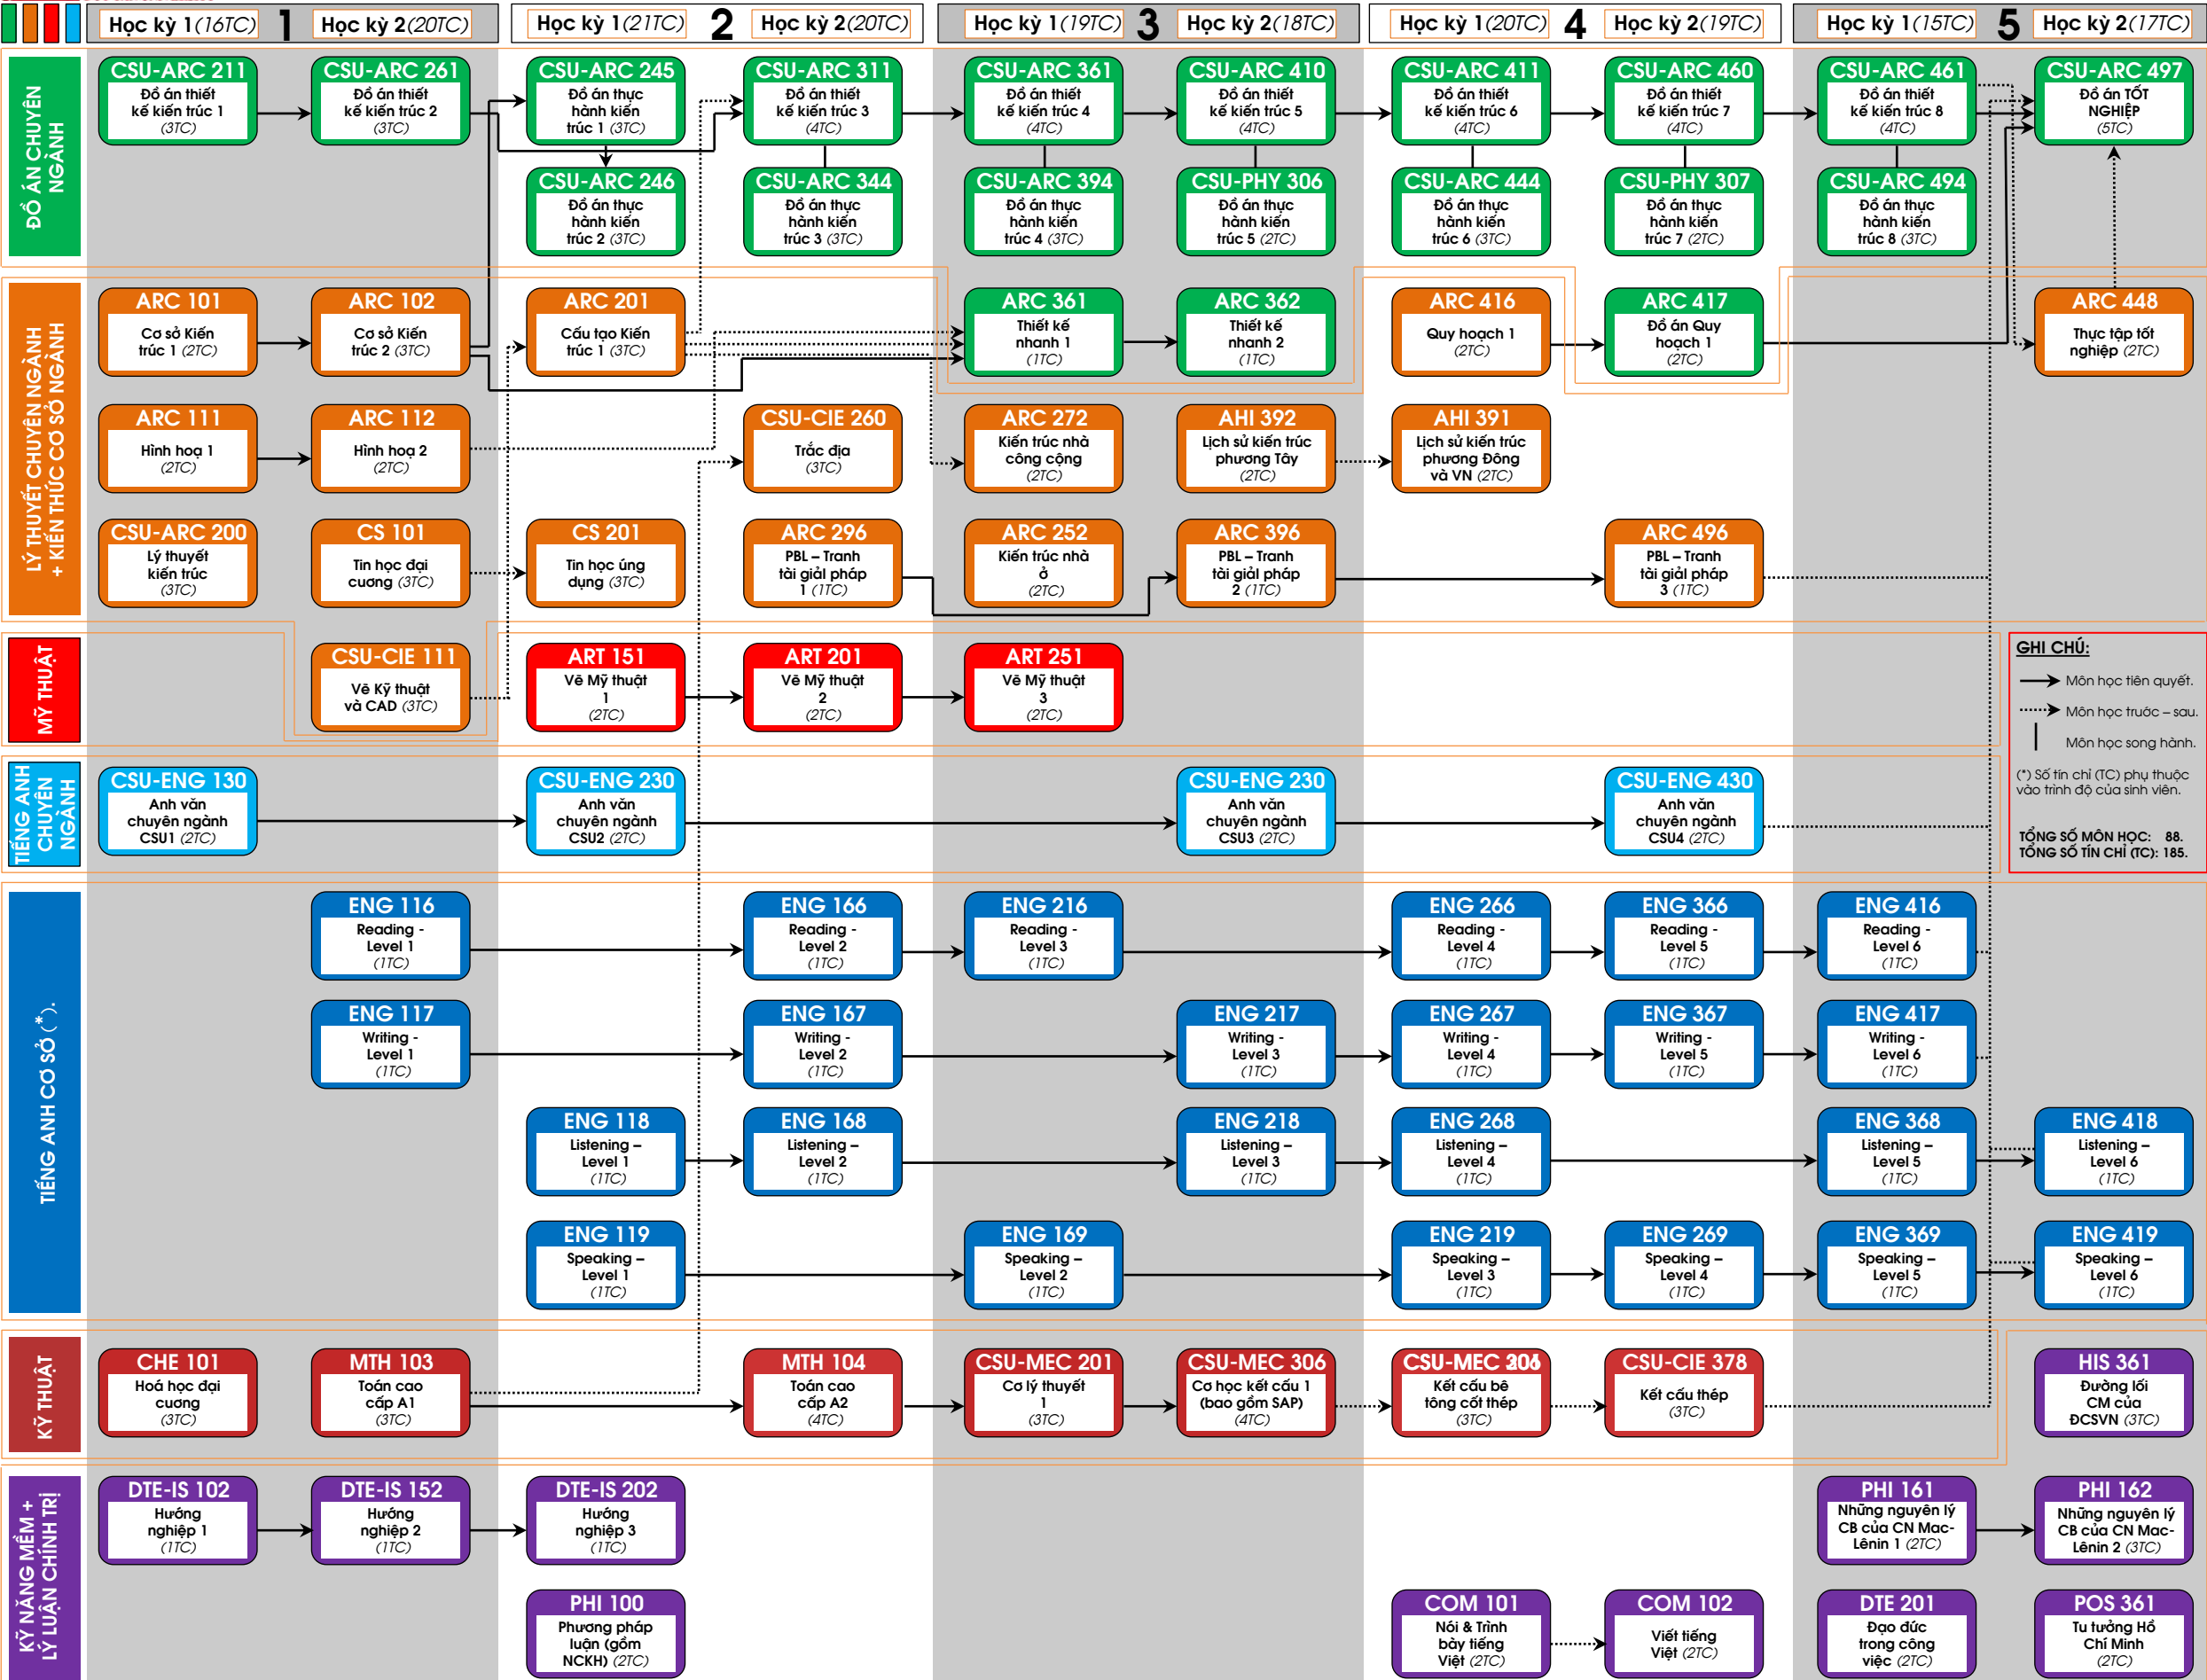 Học kỳ 1(16TC) 1 Học kỳ 2(20TC) Học kỳ 1(21TC) 2 Học kỳ 2(20TC) Học kỳ 1(19TC) 3 Học kỳ 2(18TC) Học kỳ 1(20TC) 4 Học kỳ 2(19TC) Học kỳ 1(15TC) 5 Học kỳ 2(17TC)
ĐỒ ÁN CHUYÊN
NGÀNH
CSU-ARC 211
Đồ án thiết
kế kiến trúc 1
(3TC)
CSU-ARC 261
Đồ án thiết
kế kiến trúc 2
(3TC)
CSU-ARC 245
Đồ án thực
hành kiến
trúc 1 (3TC)
CSU-ARC 311
Đồ án thiết
kế kiến trúc 3
(4TC)
CSU-ARC 361
Đồ án thiết
kế kiến trúc 4
(4TC)
CSU-ARC 410
Đồ án thiết
kế kiến trúc 5
(4TC)
CSU-ARC 411
Đồ án thiết
kế kiến trúc 6
(4TC)
CSU-ARC 460
Đồ án thiết
kế kiến trúc 7
(4TC)
CSU-ARC 461
Đồ án thiết
kế kiến trúc 8
(4TC)
CSU-ARC 497
Đồ án TỐT
NGHIỆP
(5TC)
CSU-ARC 246
Đồ án thực
hành kiến
trúc 2 (3TC)
CSU-ARC 344
Đồ án thực
hành kiến
trúc 3 (3TC)
CSU-ARC 394
Đồ án thực
hành kiến
trúc 4 (3TC)
CSU-PHY 306
Đồ án thực
hành kiến
trúc 5 (2TC)
CSU-ARC 444
Đồ án thực
hành kiến
trúc 6 (3TC)
CSU-PHY 307
Đồ án thực
hành kiến
trúc 7 (2TC)
CSU-ARC 494
Đồ án thực
hành kiến
trúc 8 (3TC)
LÝ THUYẾT CHUYÊN NGÀNH
+ KIẾN THỨC CƠ SỞ NGÀNH
ARC 101
Cơ sở Kiến
trúc 1 (2TC)
ARC 102
Cơ sở Kiến
trúc 2 (3TC)
ARC 201
Cấu tạo Kiến
trúc 1 (3TC)
ARC 361
Thiết kế
nhanh 1
(1TC)
ARC 362
Thiết kế
nhanh 2
(1TC)
ARC 416
Quy hoạch 1
(2TC)
ARC 417
Đồ án Quy
hoạch 1
(2TC)
ARC 448
Thực tập tốt
nghiệp (2TC)
ARC 111
Hình hoạ 1
(2TC)
ARC 112
Hình hoạ 2
(2TC)
CSU-CIE 260
Trắc địa
(3TC)
ARC 272
Kiến trúc nhà
công cộng
(2TC)
AHI 392
Lịch sử kiến trúc
phương Tây
(2TC)
AHI 391
Lịch sử kiến trúc
phương Đông
và VN (2TC)
CSU-ARC 200
Lý thuyết
kiến trúc
(3TC)
CS 101
Tin học đại
cương (3TC)
CS 201
Tin học úng
dụng (3TC)
ARC 296
PBL – Tranh
tài giải pháp
1 (1TC)
ARC 252
Kiến trúc nhà
ở
(2TC)
ARC 396
PBL – Tranh
tài giải pháp
2 (1TC)
ARC 496
PBL – Tranh
tài giải pháp
3 (1TC)
MỸ THUẬT
CSU-CIE 111
Vẽ Kỹ thuật
và CAD (3TC)
ART 151
Vẽ Mỹ thuật
1
(2TC)
ART 201
Vẽ Mỹ thuật
2
(2TC)
ART 251
Vẽ Mỹ thuật
3
(2TC)
GHI CHÚ:
Môn học tiên quyết.
Môn học trước – sau.
Môn học song hành.
(*) Số tín chỉ (TC) phụ thuộc
vào trình độ của sinh viên.
TỔNG SỐ MÔN HỌC: 88.
TỔNG SỐ TÍN CHỈ (TC): 185.
TIẾNG ANH
CHUYÊN
NGÀNH
CSU-ENG 130
Anh văn
chuyên ngành
CSU1 (2TC)
CSU-ENG 230
Anh văn
chuyên ngành
CSU2 (2TC)
CSU-ENG 230
Anh văn
chuyên ngành
CSU3 (2TC)
CSU-ENG 430
Anh văn
chuyên ngành
CSU4 (2TC)
TIẾNG ANH CƠ SỞ (*).
ENG 116
Reading -
Level 1
(1TC)
ENG 166
Reading -
Level 2
(1TC)
ENG 216
Reading -
Level 3
(1TC)
ENG 266
Reading -
Level 4
(1TC)
ENG 366
Reading -
Level 5
(1TC)
ENG 416
Reading -
Level 6
(1TC)
ENG 117
Writing -
Level 1
(1TC)
ENG 167
Writing -
Level 2
(1TC)
ENG 217
Writing -
Level 3
(1TC)
ENG 267
Writing -
Level 4
(1TC)
ENG 367
Writing -
Level 5
(1TC)
ENG 417
Writing -
Level 6
(1TC)
ENG 118
Listening –
Level 1
(1TC)
ENG 168
Listening –
Level 2
(1TC)
ENG 218
Listening –
Level 3
(1TC)
ENG 268
Listening –
Level 4
(1TC)
ENG 368
Listening –
Level 5
(1TC)
ENG 418
Listening –
Level 6
(1TC)
ENG 119
Speaking –
Level 1
(1TC)
ENG 169
Speaking –
Level 2
(1TC)
ENG 219
Speaking –
Level 3
(1TC)
ENG 269
Speaking –
Level 4
(1TC)
ENG 369
Speaking –
Level 5
(1TC)
ENG 419
Speaking –
Level 6
(1TC)
KỸ THUẬT
CHE 101
Hoá học đại
cương
(3TC)
MTH 103
Toán cao
cấp A1
(3TC)
MTH 104
Toán cao
cấp A2
(4TC)
CSU-MEC 201
Cơ lý thuyết
1
(3TC)
CSU-MEC 306
Cơ học kết cấu 1
(bao gồm SAP)
(4TC)
CSU-MEC
Kết cấu bê
tông cốt thép
(3TC)
CSU-CIE 378
Kết cấu thép
(3TC)
HIS 361
Đường lối
CM của
ĐCSVN (3TC)
KỸ NĂNG MỀM +
LÝ LUẬN CHÍNH TRỊ
DTE-IS 102
Hướng
nghiệp 1
(1TC)
DTE-IS 152
Hướng
nghiệp 2
(1TC)
DTE-IS 202
Hướng
nghiệp 3
(1TC)
PHI 161
Những nguyên lý
CB của CN Mac-
Lênin 1 (2TC)
PHI 162
Những nguyên lý
CB của CN Mac-
Lênin 2 (3TC)
PHI 100
Phương pháp
luận (gồm
NCKH) (2TC)
COM 101
Nói & Trình
bày tiếng
Việt (2TC)
COM 102
Viết tiếng
Việt (2TC)
DTE 201
Đạo đức
trong công
việc (2TC)
POS 361
Tư tưởng Hồ
Chí Minh
(2TC)